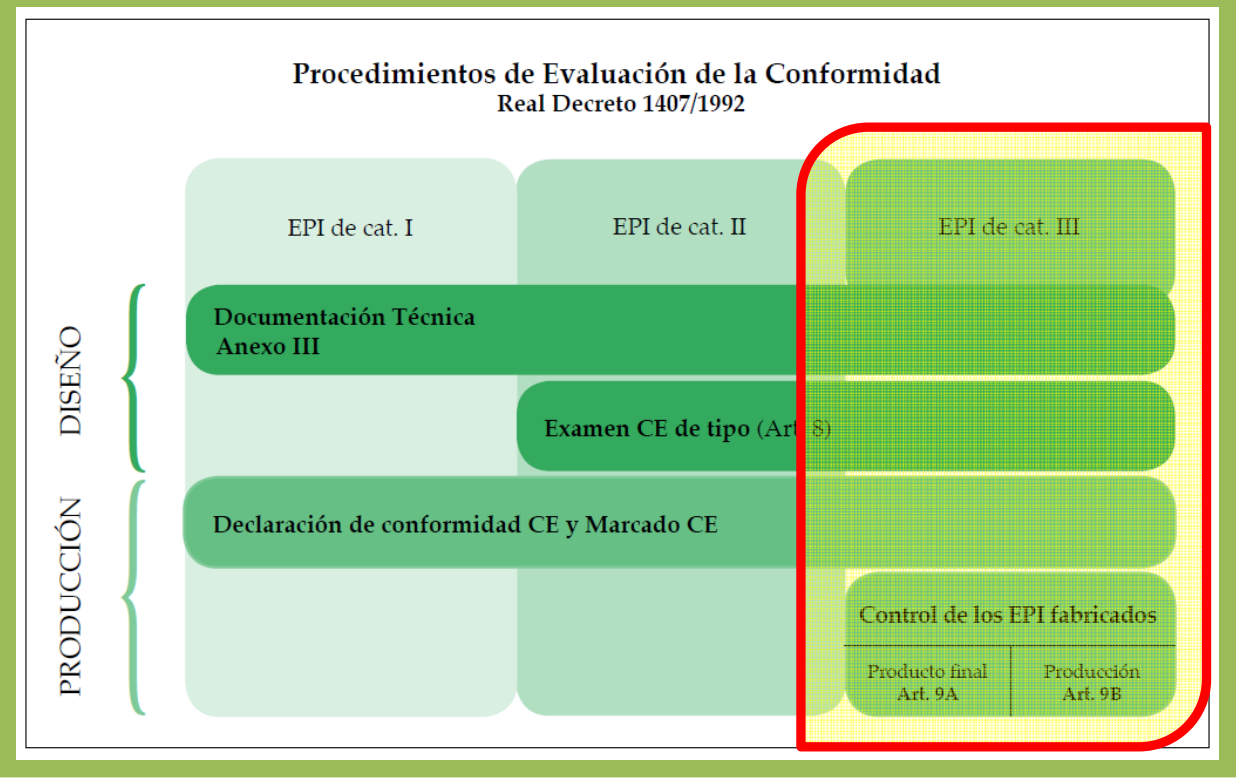 Procedimientos de Evaluación de la Conformidad
Real Decreto 1407/1992
EPI de cat. I
EPI de cat. II
EPI de cat. III
DISEÑO
Documentación Técnica
Anexo III
Examen CE de tipo (Art. 8)
PRODUCCIÓN
Declaración de conformidad CE y Marcado CE
Control de los EPI fabricados
Producto final
Art. 9A
Producción
Art. 9B